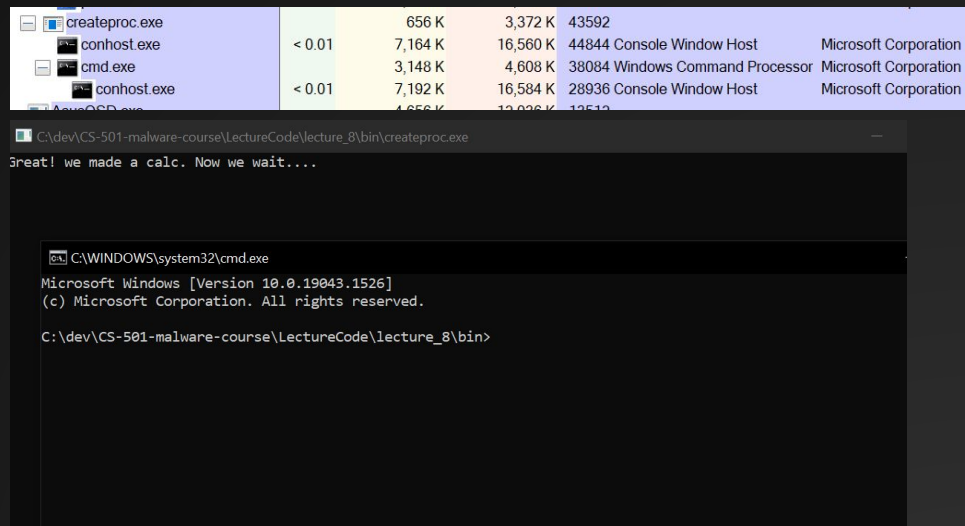 createproc.exe 656 K 3,372 K 43592
conhost.exe < 0.01 7,164 K 16,560 K 44844 Console Window Host Microsoft Corporation
cmd.exe 3,148 K 4,608 K 38084 Windows Command Processor Microsoft Corporation
conhost.exe < 0.01 7,192 K 16,584 K 28936 Console Window Host Microsoft Corporation
C:\dev\CS-501-malware-course\LectureCode\lecture_8\bin\createproc.exe
Great! we made a calc. Now we wait....
C:\WINDOWS\system32\cmd.exe
Microsoft Windows [Version 10.0.19043.1526]
(c) Microsoft Corporation. All rights reserved.
C:\dev\CS-501-malware-course\LectureCode\lecture_8\bin>